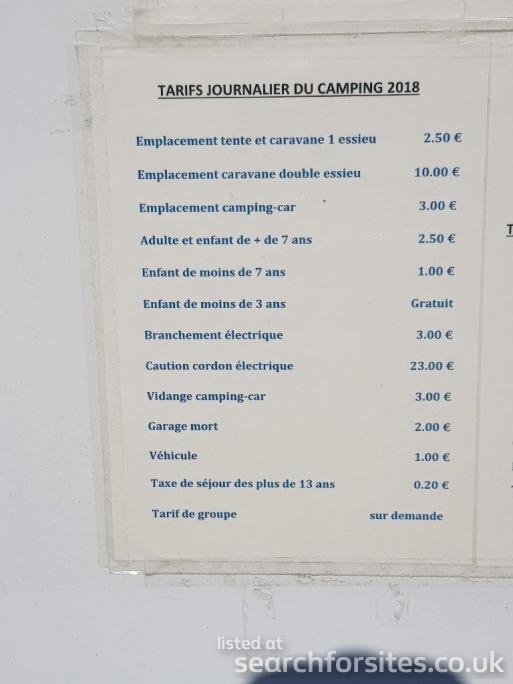 TARIFS JOURNALIER DU CAMPING 2018
Emplacement tente et caravane 1 essieu 2.50 €
Emplacement caravane double essieu 10.00 €
Emplacement camping-car 3.00 €
Adulte et enfant de + de 7 ans 2.50 €
Enfant de moins de 7 ans 1.00 €
Enfant de moins de 3 ans Gratuit
Branchement électrique 3.00 €
Caution cordon électrique 23.00 €
Vidange camping-car 3.00 €
Garage mort 2.00 €
Véhicule 1.00 €
Taxe de séjour des plus de 13 ans 0.20 €
Tarif de groupe sur demande
T
listed at
searchforsites.co.uk